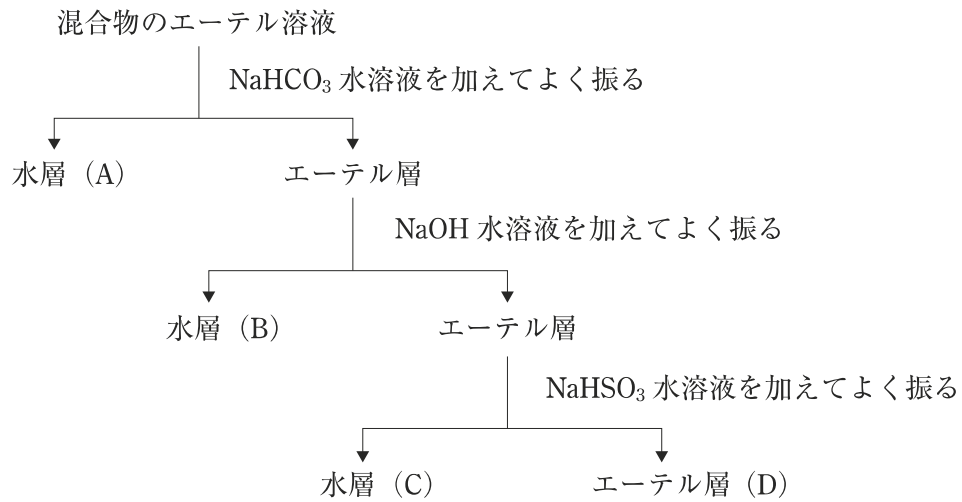 混合物のエーテル溶液
NaHCO₃ 水溶液を加えてよく振る
水層（A）
エーテル層
NaOH 水溶液を加えてよく振る
水層（B）
エーテル層
NaHSO₃ 水溶液を加えてよく振る
水層（C）
エーテル層（D）